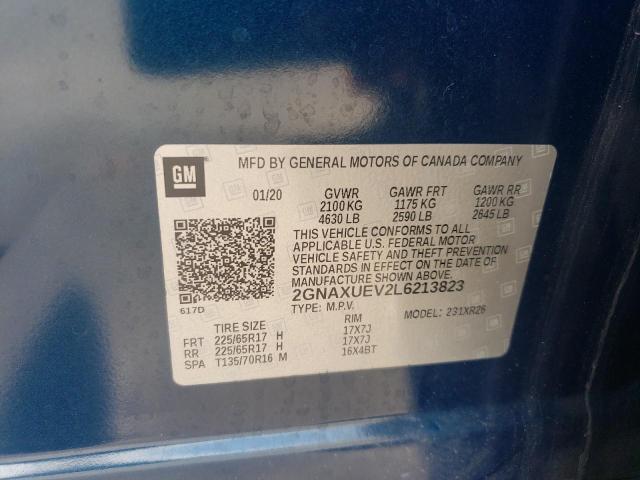 GM
MFD BY GENERAL MOTORS OF CANADA COMPANY
01/20 GVWR GAWR FRT GAWR RR
2100 KG 1175 KG 1200 KG
4630 LB 2590 LB 2645 LB
THIS VEHICLE CONFORMS TO ALL
APPLICABLE U.S. FEDERAL MOTOR
VEHICLE SAFETY AND THEFT PREVENTION
STANDARDS IN EFFECT ON THE DATE OF
MANUFACTURE SHOWN ABOVE.
617D 2GNAXUEV2L6213823
TYPE: M.P.V. MODEL: 231XR26
TIRE SIZE RIM
FRT 225/65R17 H 17X7J
RR 225/65R17 H 17X7J
SPA T135/70R16 M 16X4BT